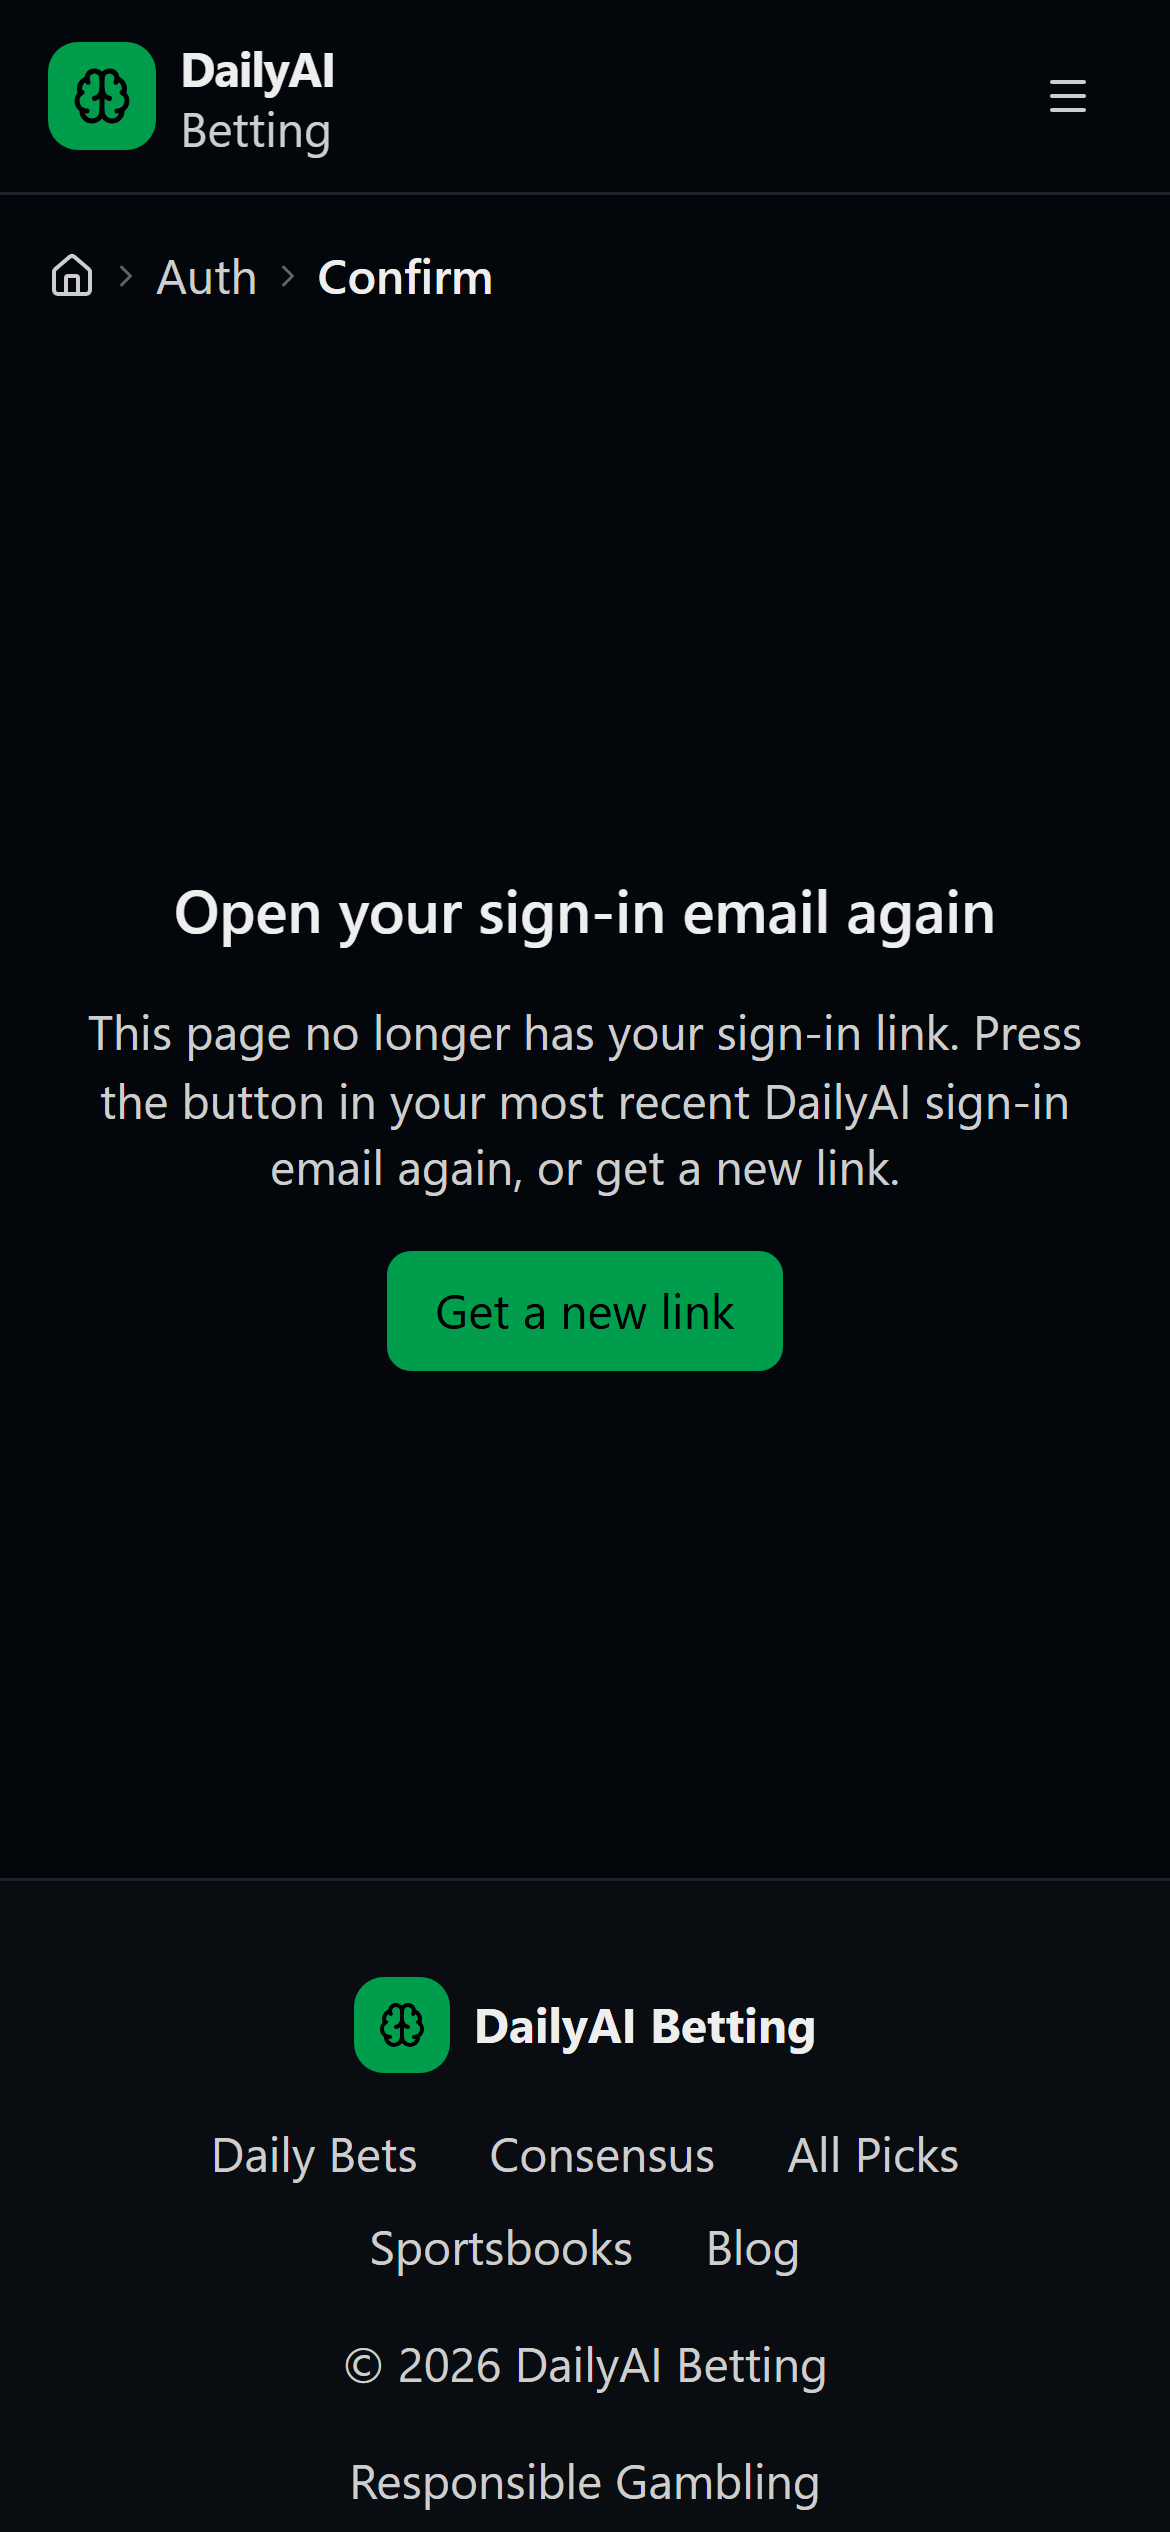 DailyAI
Betting
Auth
Confirm
Open your sign-in email again
This page no longer has your sign-in link. Press
the button in your most recent DailyAI sign-in
email again, or get a new link.
Get a new link
DailyAI Betting
Daily Bets Consensus All Picks
Sportsbooks Blog
© 2026 DailyAI Betting
Responsible Gambling